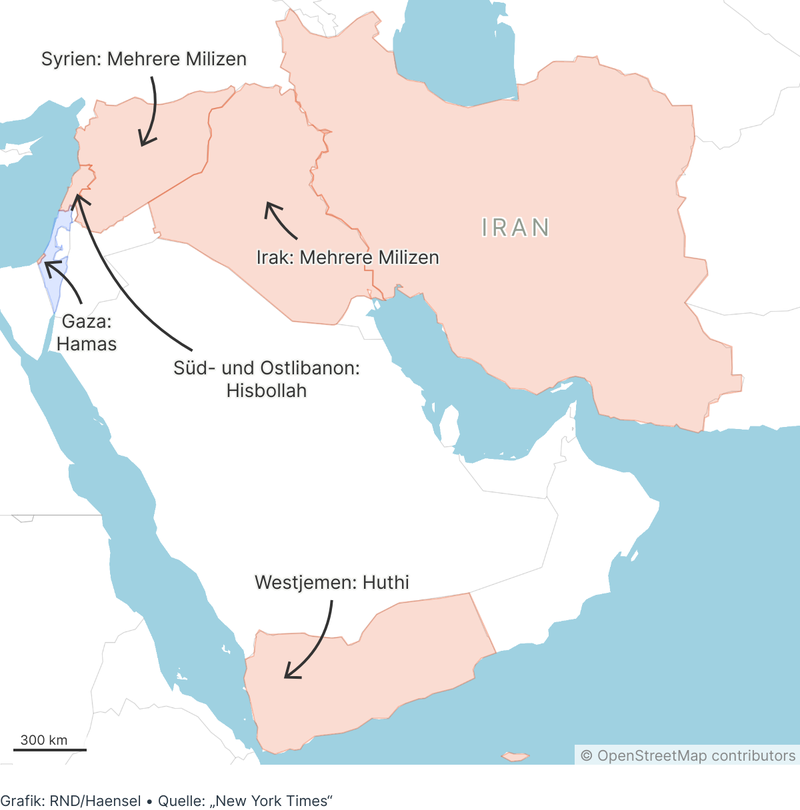 Syrien: Mehrere Milizen
IRAN
Irak: Mehrere Milizen
Gaza:
Hamas
Süd- und Ostlibanon:
Hisbollah
Westjemen: Huthi
300 km
© OpenStreetMap contributors
Grafik: RND/Haensel • Quelle: „New York Times“